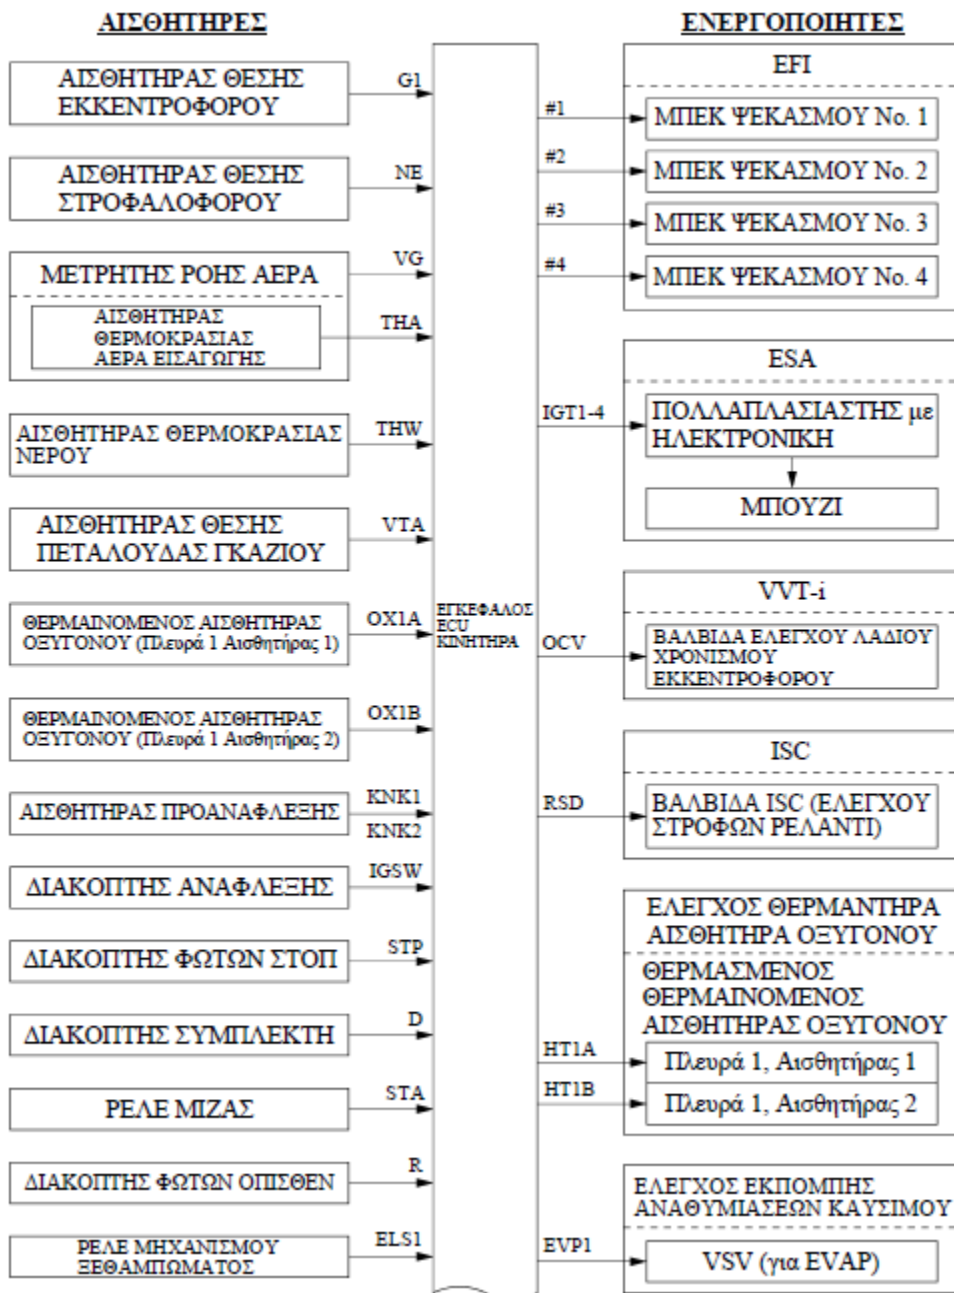 ΑΙΣΘΗΤΗΡΕΣ
ΑΙΣΘΗΤΗΡΑΣ ΘΕΣΗΣ
ΕΚΚΕΝΤΡΟΦΟΡΟΥ
G1
ΑΙΣΘΗΤΗΡΑΣ ΘΕΣΗΣ
ΣΤΡΟΦΑΛΟΦΟΡΟΥ
NE
ΜΕΤΡΗΤΗΣ ΡΟΗΣ ΑΕΡΑ
VG
ΑΙΣΘΗΤΗΡΑΣ
ΘΕΡΜΟΚΡΑΣΙΑΣ
ΑΕΡΑ ΕΙΣΑΓΩΓΗΣ
THA
ΑΙΣΘΗΤΗΡΑΣ ΘΕΡΜΟΚΡΑΣΙΑΣ
ΝΕΡΟΥ
THW
ΑΙΣΘΗΤΗΡΑΣ ΘΕΣΗΣ
ΠΕΤΑΛΟΥΔΑΣ ΓΚΑΖΙΟΥ
VTA
ΘΕΡΜΑΙΝΟΜΕΝΟΣ ΑΙΣΘΗΤΗΡΑΣ
ΟΞΥΓΟΝΟΥ (Πλευρά 1 Αισθητήρας 1)
OX1A
ΘΕΡΜΑΙΝΟΜΕΝΟΣ ΑΙΣΘΗΤΗΡΑΣ
ΟΞΥΓΟΝΟΥ (Πλευρά 1 Αισθητήρας 2)
OX1B
ΑΙΣΘΗΤΗΡΑΣ ΠΡΟΑΝΑΦΛΕΞΗΣ
KNK1
KNK2
ΔΙΑΚΟΠΤΗΣ ΑΝΑΦΛΕΞΗΣ
IGSW
ΔΙΑΚΟΠΤΗΣ ΦΩΤΩΝ ΣΤΟΠ
STP
ΔΙΑΚΟΠΤΗΣ ΣΥΜΠΛΕΚΤΗ
D
ΡΕΛΕ ΜΙΖΑΣ
STA
ΔΙΑΚΟΠΤΗΣ ΦΩΤΩΝ ΟΠΙΣΘΕΝ
R
ΡΕΛΕ ΜΗΧΑΝΙΣΜΟΥ
ΞΕΘΑΜΠΩΜΑΤΟΣ
ELS1
ΕΓΚΕΦΑΛΟΣ
ECU
ΚΙΝΗΤΗΡΑ
ΕΝΕΡΓΟΠΟΙΗΤΕΣ
EFI
#1
ΜΠΕΚ ΨΕΚΑΣΜΟΥ No. 1
#2
ΜΠΕΚ ΨΕΚΑΣΜΟΥ No. 2
#3
ΜΠΕΚ ΨΕΚΑΣΜΟΥ No. 3
#4
ΜΠΕΚ ΨΕΚΑΣΜΟΥ No. 4
ESA
IGT1-4
ΠΟΛΛΑΠΛΑΣΙΑΣΤΗΣ με
ΗΛΕΚΤΡΟΝΙΚΗ
ΜΠΟΥΖΙ
VVT-i
OCV
ΒΑΛΒΙΔΑ ΕΛΕΓΧΟΥ ΛΑΔΙΟΥ
ΧΡΟΝΙΣΜΟΥ
ΕΚΚΕΝΤΡΟΦΟΡΟΥ
ISC
RSD
ΒΑΛΒΙΔΑ ISC (ΕΛΕΓΧΟΥ
ΣΤΡΟΦΩΝ ΡΕΛΑΝΤΙ)
ΕΛΕΓΧΟΣ ΘΕΡΜΑΝΤΗΡΑ
ΑΙΣΘΗΤΗΡΑ ΟΞΥΓΟΝΟΥ
ΘΕΡΜΑΣΜΕΝΟΣ
ΘΕΡΜΑΙΝΟΜΕΝΟΣ
ΑΙΣΘΗΤΗΡΑΣ ΟΞΥΓΟΝΟΥ
HT1A
Πλευρά 1, Αισθητήρας 1
HT1B
Πλευρά 1, Αισθητήρας 2
ΕΛΕΓΧΟΣ ΕΚΠΟΜΠΗΣ
ΑΝΑΘΥΜΙΑΣΕΩΝ ΚΑΥΣΙΜΟΥ
EVP1
VSV (για EVAP)